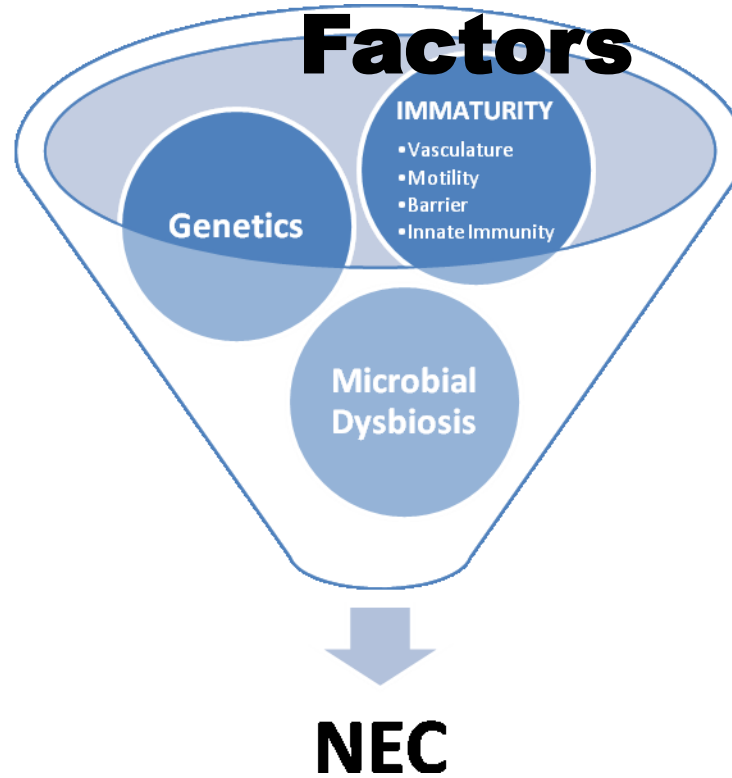 Factors
IMMATURITY
•Vasculature
•Motility
•Barrier
•Innate Immunity
Genetics
Microbial
Dysbiosis
NEC